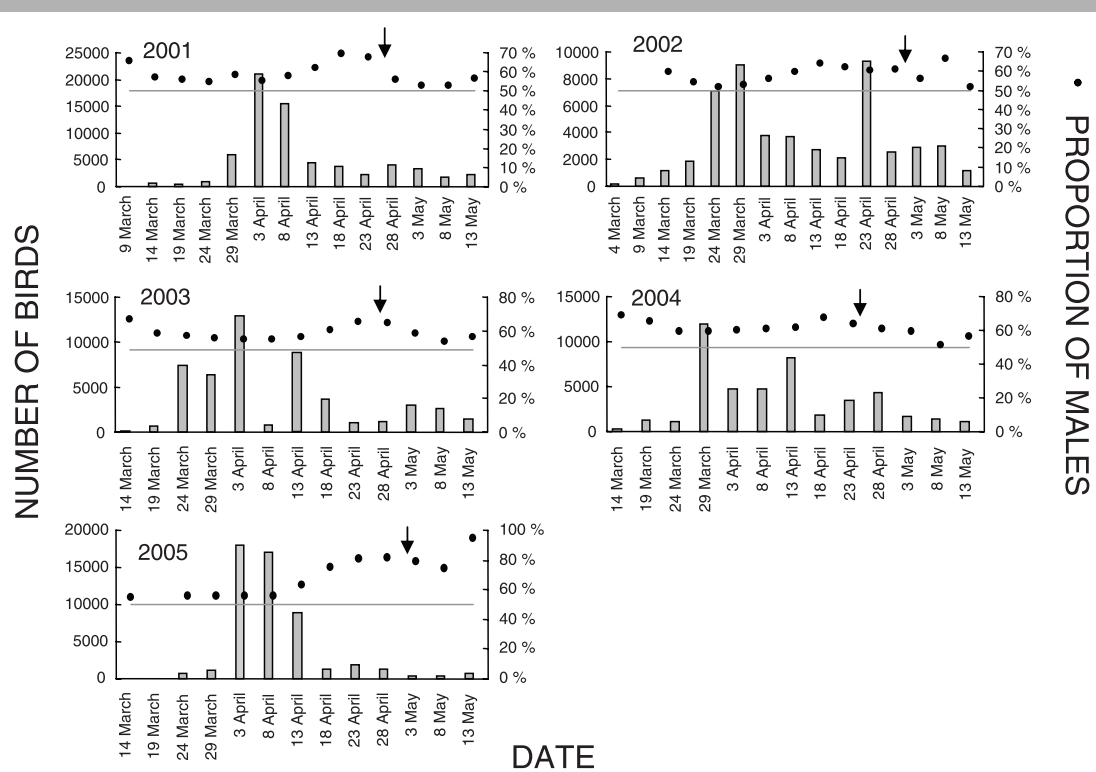 NUMBER OF BIRDS
2001
25000
20000
15000
10000
5000
0
70 %
60 %
50 %
40 %
30 %
20 %
10 %
0 %
9 March
14 March
19 March
24 March
29 March
3 April
8 April
13 April
18 April
23 April
28 April
3 May
8 May
13 May
2002
10000
8000
6000
4000
2000
0
70 %
60 %
50 %
40 %
30 %
20 %
10 %
0 %
4 March
9 March
14 March
19 March
24 March
29 March
3 April
8 April
13 April
18 April
23 April
28 April
3 May
8 May
13 May
2003
15000
10000
5000
0
80 %
60 %
40 %
20 %
0 %
14 March
19 March
24 March
29 March
3 April
8 April
13 April
18 April
23 April
28 April
3 May
8 May
13 May
2004
15000
10000
5000
0
80 %
60 %
40 %
20 %
0 %
14 March
19 March
24 March
29 March
3 April
8 April
13 April
18 April
23 April
28 April
3 May
8 May
13 May
2005
20000
15000
10000
5000
0
100 %
80 %
60 %
40 %
20 %
0 %
14 March
19 March
24 March
29 March
3 April
8 April
13 April
18 April
23 April
28 April
3 May
8 May
13 May
PROPORTION OF MALES
DATE